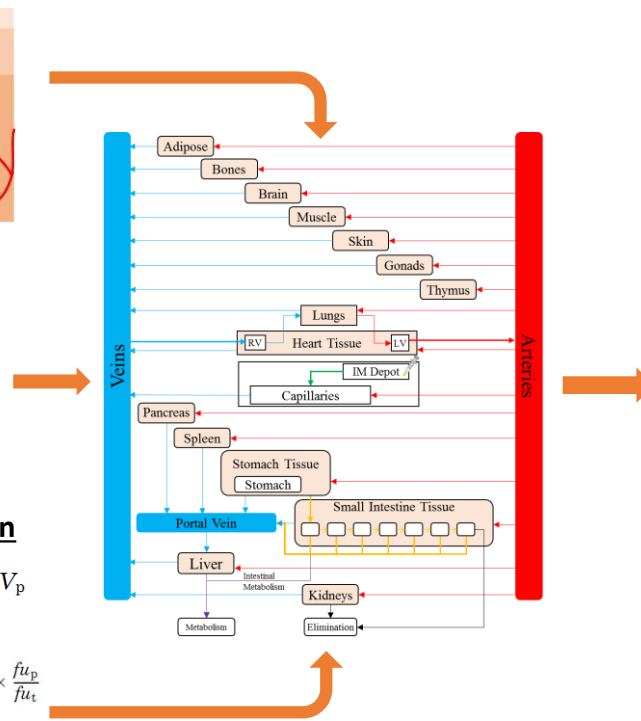 Adipose
Bones
Brain
Muscle
Skin
Gonads
Thymus
Lungs
RV
Heart Tissue
LV
IM Depot
Capillaries
Veins
Arteries
Pancreas
Spleen
Stomach Tissue
Stomach
Small Intestine Tissue
Portal Vein
n
Liver
Intestinal
Metabolism
V_p
Kidneys
Metabolism
Elimination
× fu_p/fu_t